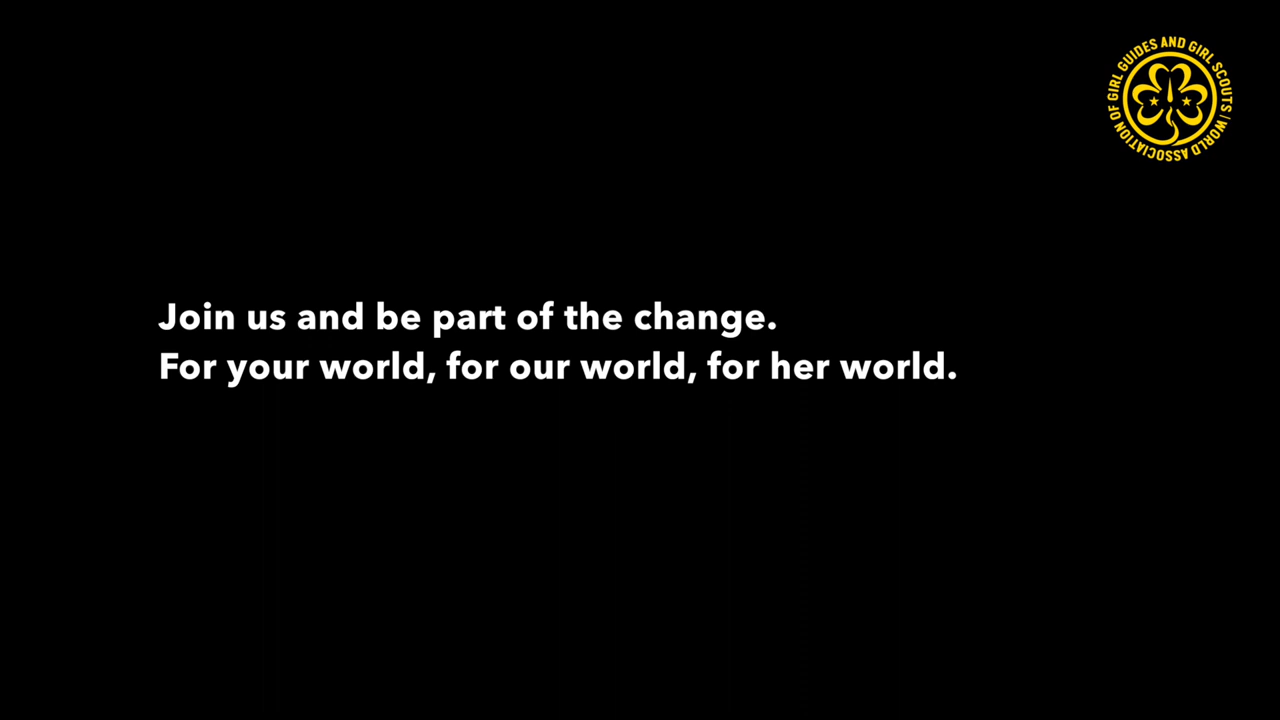 WORLD ASSOCIATION OF GIRL GUIDES AND GIRL SCOUTS |
Join us and be part of the change.
For your world, for our world, for her world.